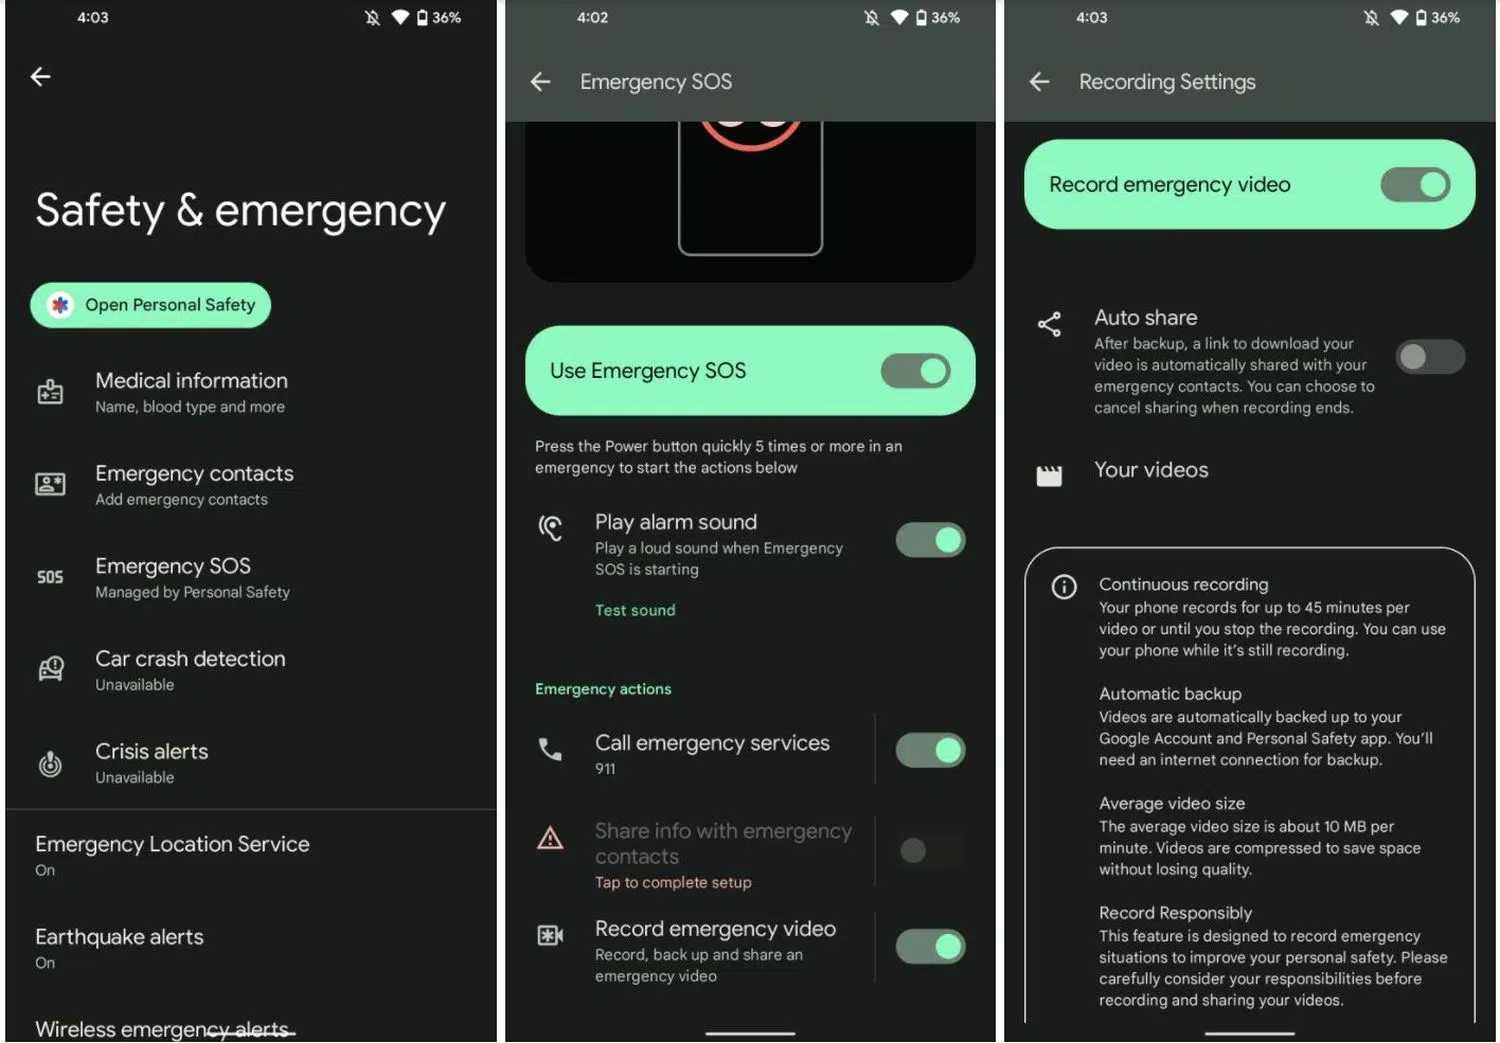 4:03
36%
Safety & emergency
Open Personal Safety
Medical information
Name, blood type and more
Emergency contacts
Add emergency contacts
SOS
Emergency SOS
Managed by Personal Safety
Car crash detection
Unavailable
Crisis alerts
Unavailable
Emergency Location Service
On
Earthquake alerts
On
Wireless emergency alerts
4:02
36%
Emergency SOS
Use Emergency SOS
Press the Power button quickly 5 times or more in an
emergency to start the actions below
Play alarm sound
Play a loud sound when Emergency
SOS is starting
Test sound
Emergency actions
Call emergency services
911
Share info with emergency
contacts
Tap to complete setup
Record emergency video
Record, back up and share an
emergency video
4:03
36%
Recording Settings
Record emergency video
Auto share
After backup, a link to download your
video is automatically shared with your
emergency contacts. You can choose to
cancel sharing when recording ends.
Your videos
Continuous recording
Your phone records for up to 45 minutes per
video or until you stop the recording. You can use
your phone while it's still recording.
Automatic backup
Videos are automatically backed up to your
Google Account and Personal Safety app. You'll
need an internet connection for backup.
Average video size
The average video size is about 10 MB per
minute. Videos are compressed to save space
without losing quality.
Record Responsibly
This feature is designed to record emergency
situations to improve your personal safety. Please
carefully consider your responsibilities before
recording and sharing your videos.